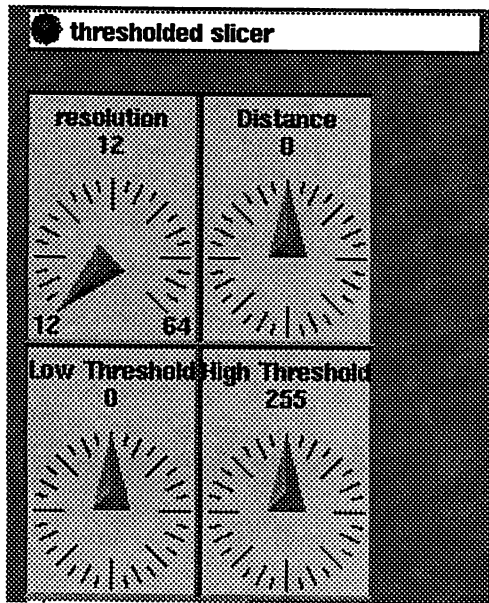 thresholded slicer
resolution
12
Distance
0
12
64
Low Threshold
0
High Threshold
255